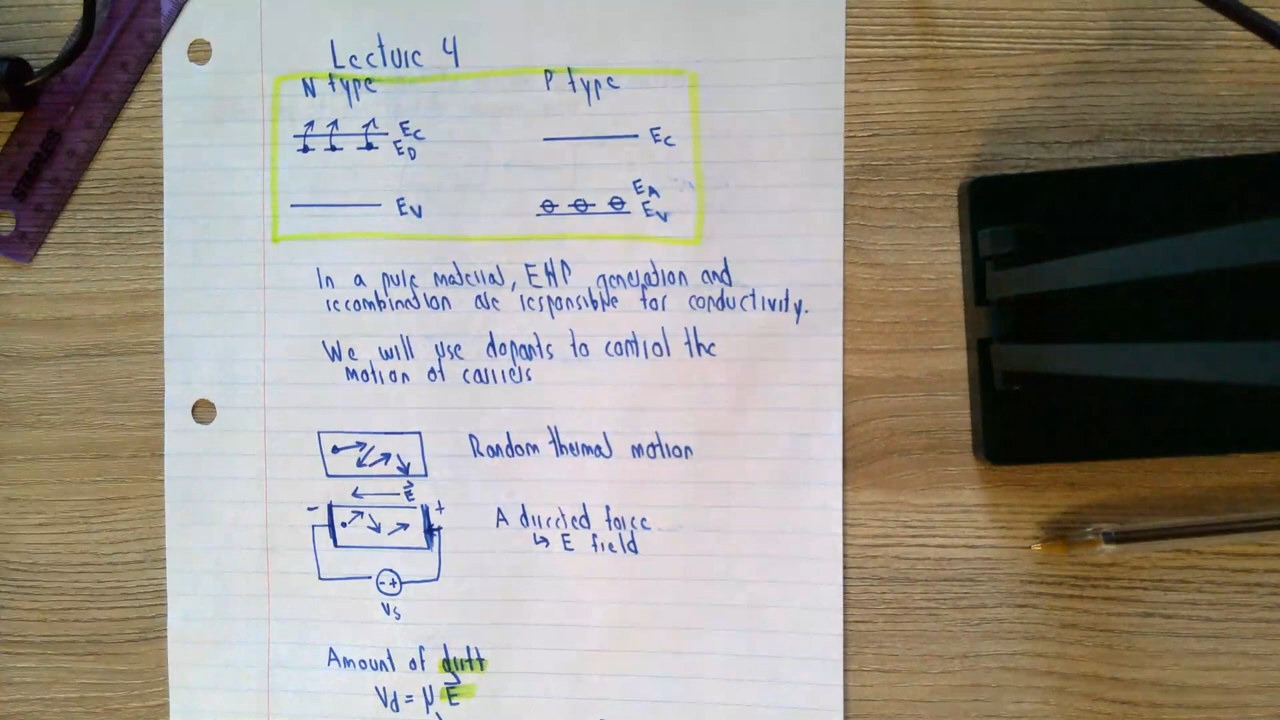 Lecture 4
N type P type
Ec Ec
ED
EA
Ev Ev
In a pure material, EHP generation and
recombination are responsible for conductivity.
We will use dopants to control the
motion of carriers
Random thermal motion
E
- +
A directed force
↳ E field
- +
Vs
Amount of drift
Vd = μ E